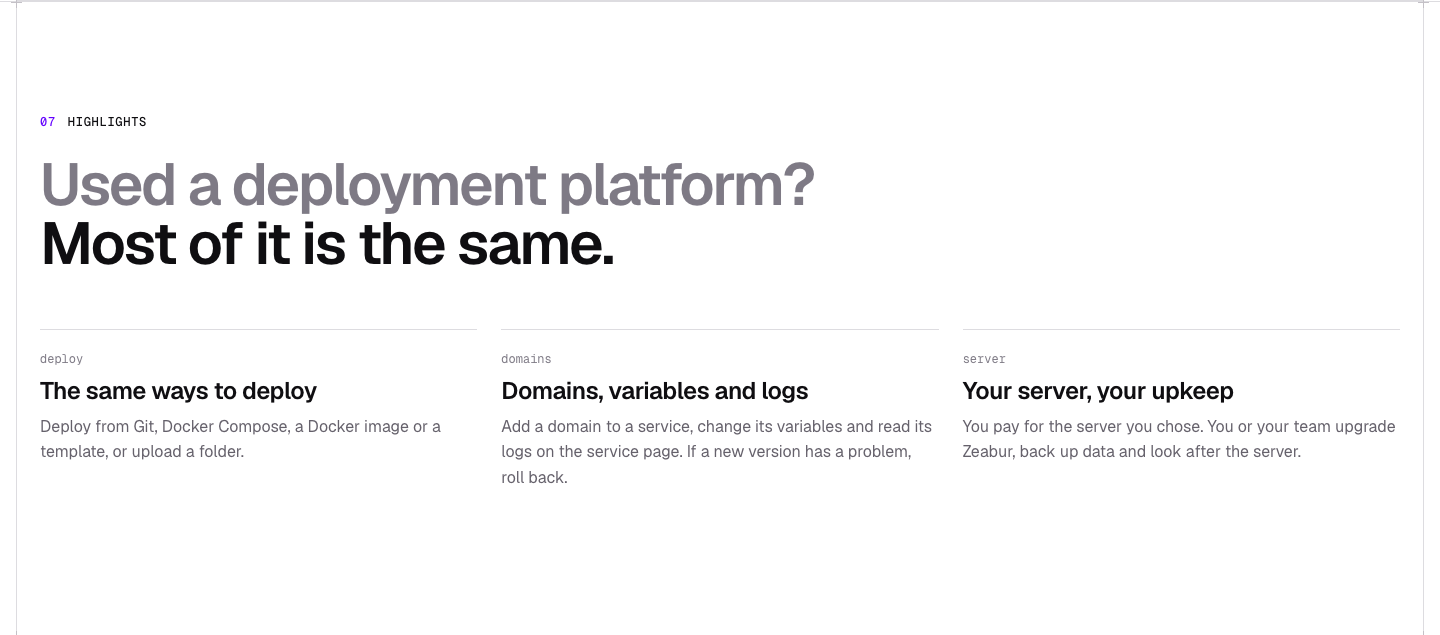 07 HIGHLIGHTS
Used a deployment platform?
Most of it is the same.
deploy
The same ways to deploy
Deploy from Git, Docker Compose, a Docker image or a
template, or upload a folder.
domains
Domains, variables and logs
Add a domain to a service, change its variables and read its
logs on the service page. If a new version has a problem,
roll back.
server
Your server, your upkeep
You pay for the server you chose. You or your team upgrade
Zeabur, back up data and look after the server.